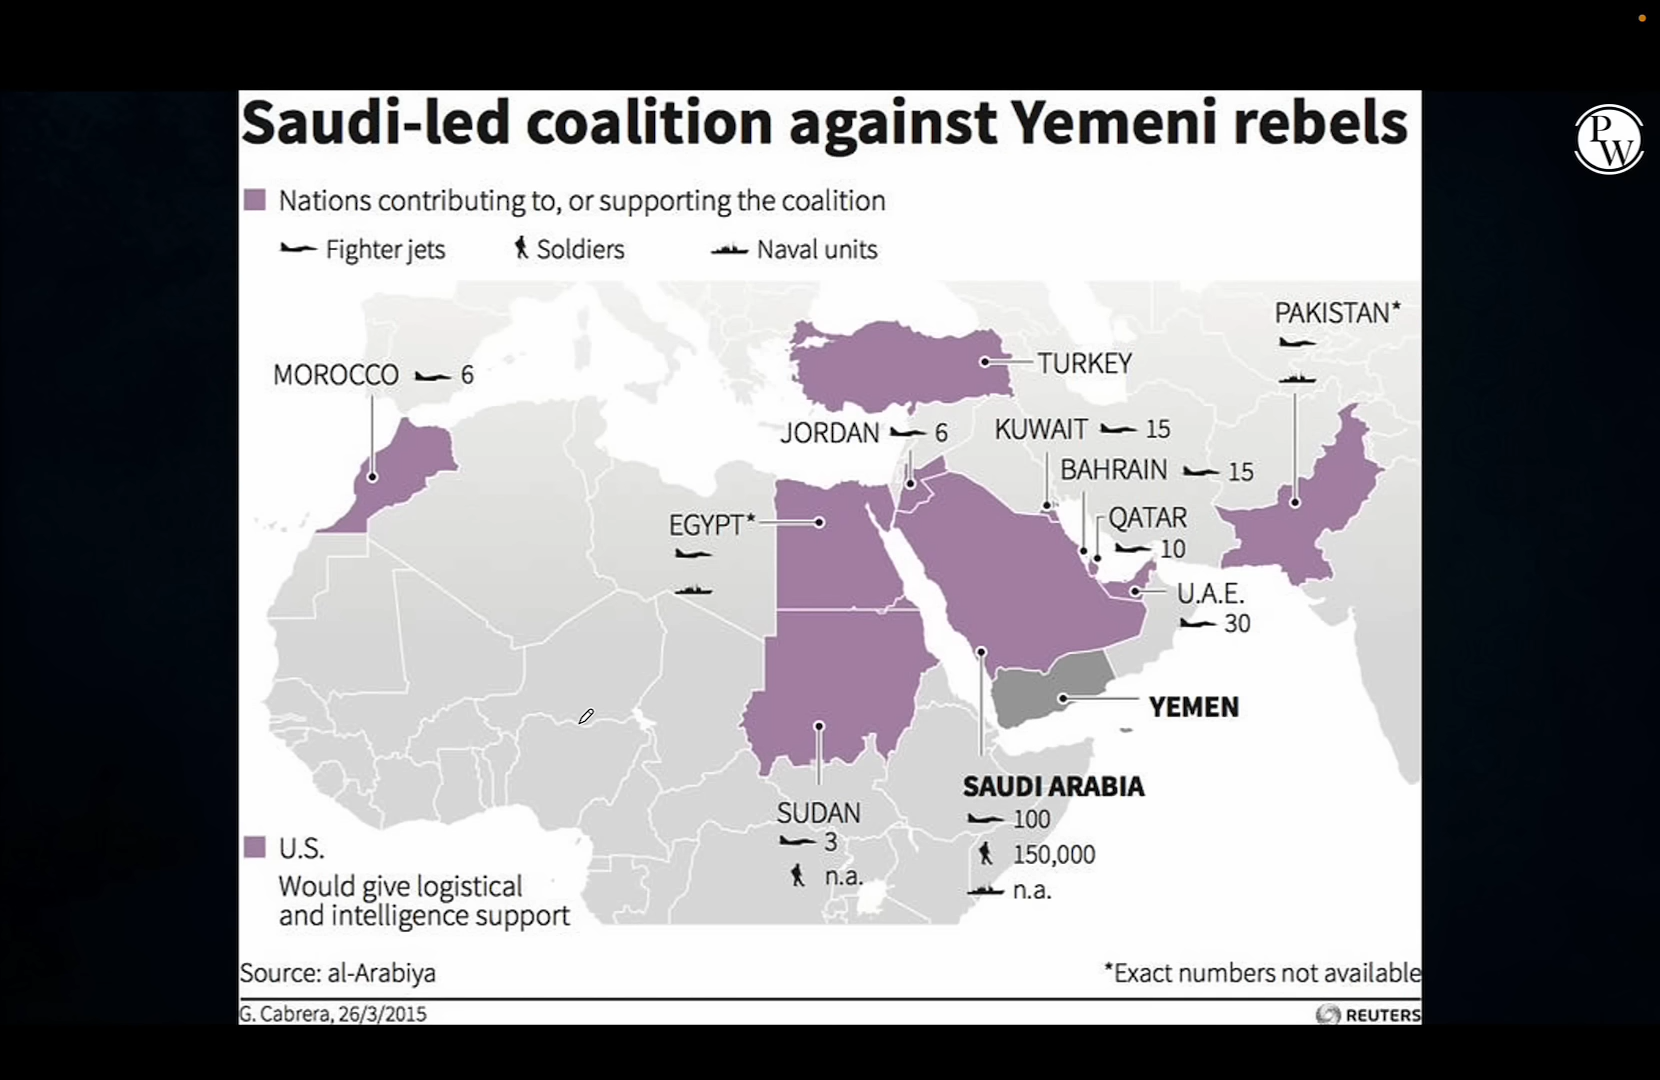 Saudi-led coalition against Yemeni rebels
PW
Nations contributing to, or supporting the coalition
Fighter jets Soldiers Naval units
PAKISTAN*
MOROCCO 6
TURKEY
JORDAN 6
KUWAIT 15
BAHRAIN 15
EGYPT*
QATAR
10
U.A.E.
30
YEMEN
SAUDI ARABIA
100
150,000
n.a.
SUDAN
3
n.a.
U.S.
Would give logistical
and intelligence support
Source: al-Arabiya
*Exact numbers not available
G. Cabrera, 26/3/2015
REUTERS